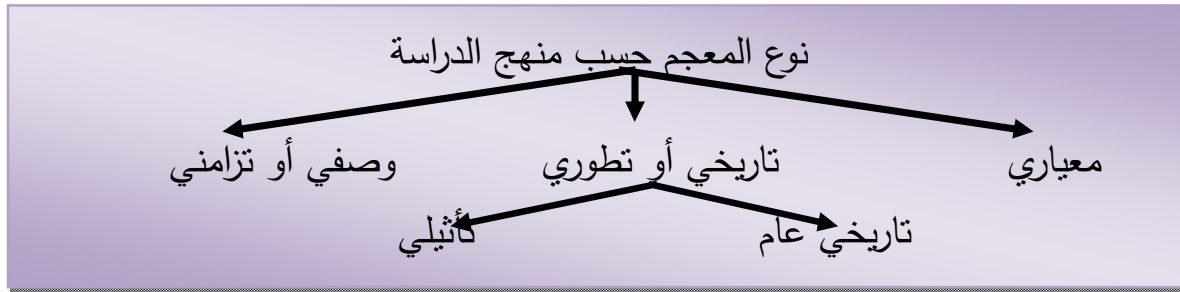 نوع المعجم حسب منهج الدراسة
معياري تاريخي أو تطوري وصفي أو تزامني
تاريخي عام تأثيلي